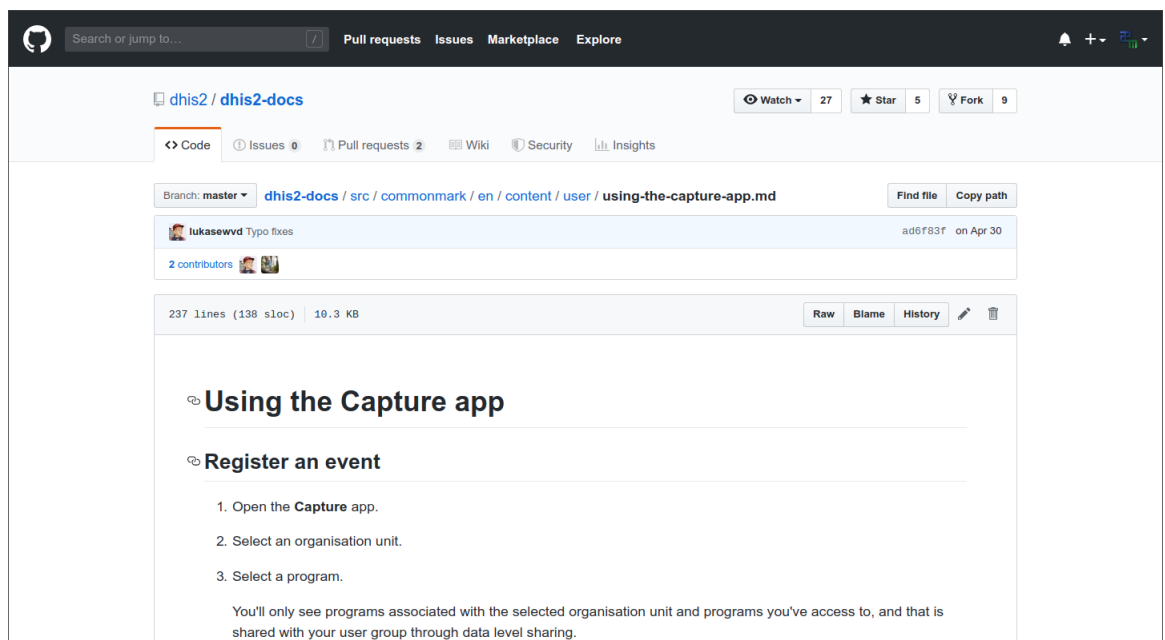 Search or jump to... / Pull requests Issues Marketplace Explore
dhis2 / dhis2-docs Watch 27 Star 5 Fork 9
Code Issues 0 Pull requests 2 Wiki Security Insights
Branch: master dhis2-docs / src / commonmark / en / content / user / using-the-capture-app.md Find file Copy path
lukasewvd Typo fixes ad6f83f on Apr 30
2 contributors
237 lines (138 sloc) 10.3 KB Raw Blame History
Using the Capture app
Register an event
1. Open the Capture app.
2. Select an organisation unit.
3. Select a program.
You'll only see programs associated with the selected organisation unit and programs you've access to, and that is
shared with your user group through data level sharing.